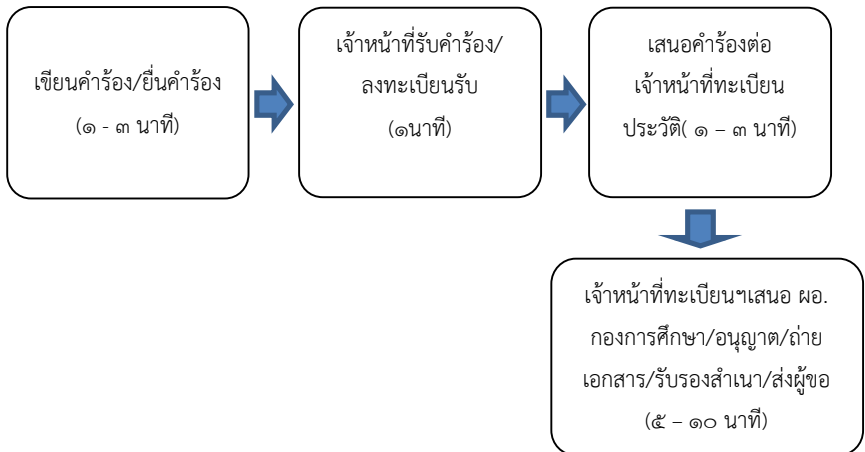 เขียนคำร้อง/ยื่นคำร้อง
(๑ - ๓ นาที)
เจ้าหน้าที่รับคำร้อง/
ลงทะเบียนรับ
(๑นาที)
เสนอคำร้องต่อ
เจ้าหน้าที่ทะเบียน
ประวัติ( ๑ – ๓ นาที)
เจ้าหน้าที่ทะเบียนฯเสนอ ผอ.
กองการศึกษา/อนุญาต/ถ่าย
เอกสาร/รับรองสำเนา/ส่งผู้ขอ
(๕ – ๑๐ นาที)